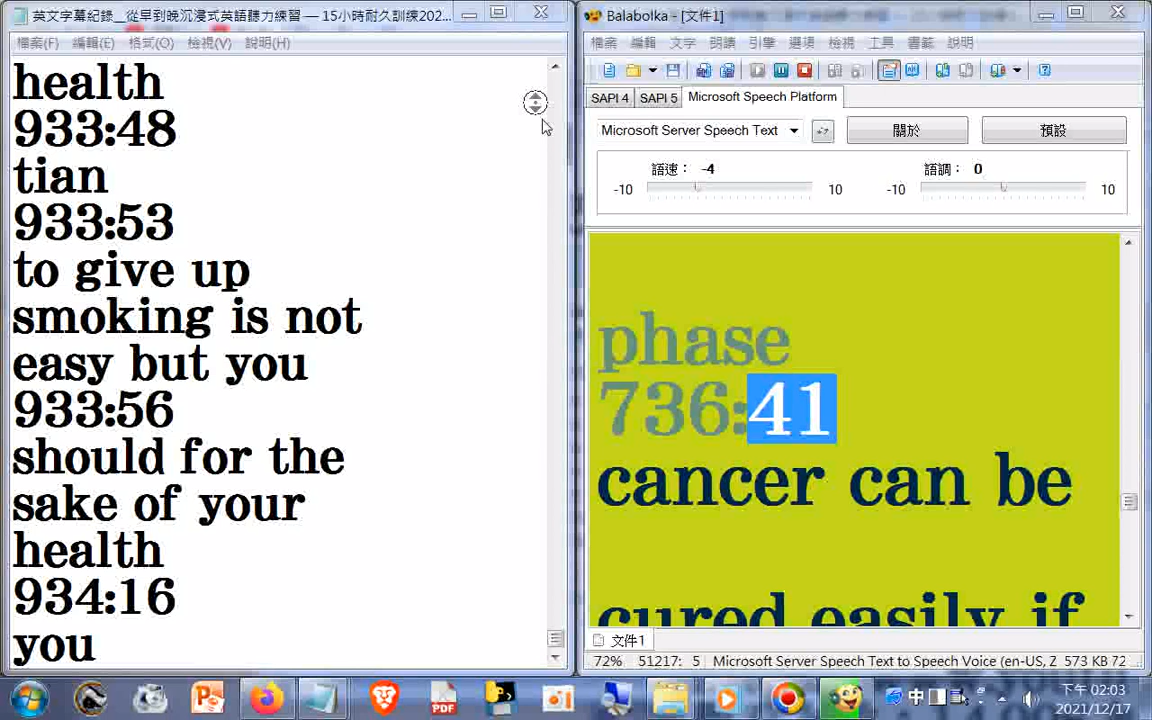 英文字幕紀錄__從早到晚沉浸式英語聽力練習 — 15小時耐久訓練202...
檔案(F) 編輯(E) 格式(O) 檢視(V) 說明(H)
health
933:48
tian
933:53
to give up
smoking is not
easy but you
933:56
should for the
sake of your
health
934:16
you
Balabolka - [文件1]
檔案 編輯 文字 朗讀 引擎 選項 檢視 工具 書籤 說明
SAPI 4 SAPI 5 Microsoft Speech Platform
Microsoft Server Speech Text 關於 預設
語速： -4 語調： 0
-10 10 -10 10
phase
736:41
cancer can be
cured easily if
文件1
72% 51217: 5 Microsoft Server Speech Text to Speech Voice (en-US, Z 573 KB 72
PDF
中
下午 02:03
2021/12/17